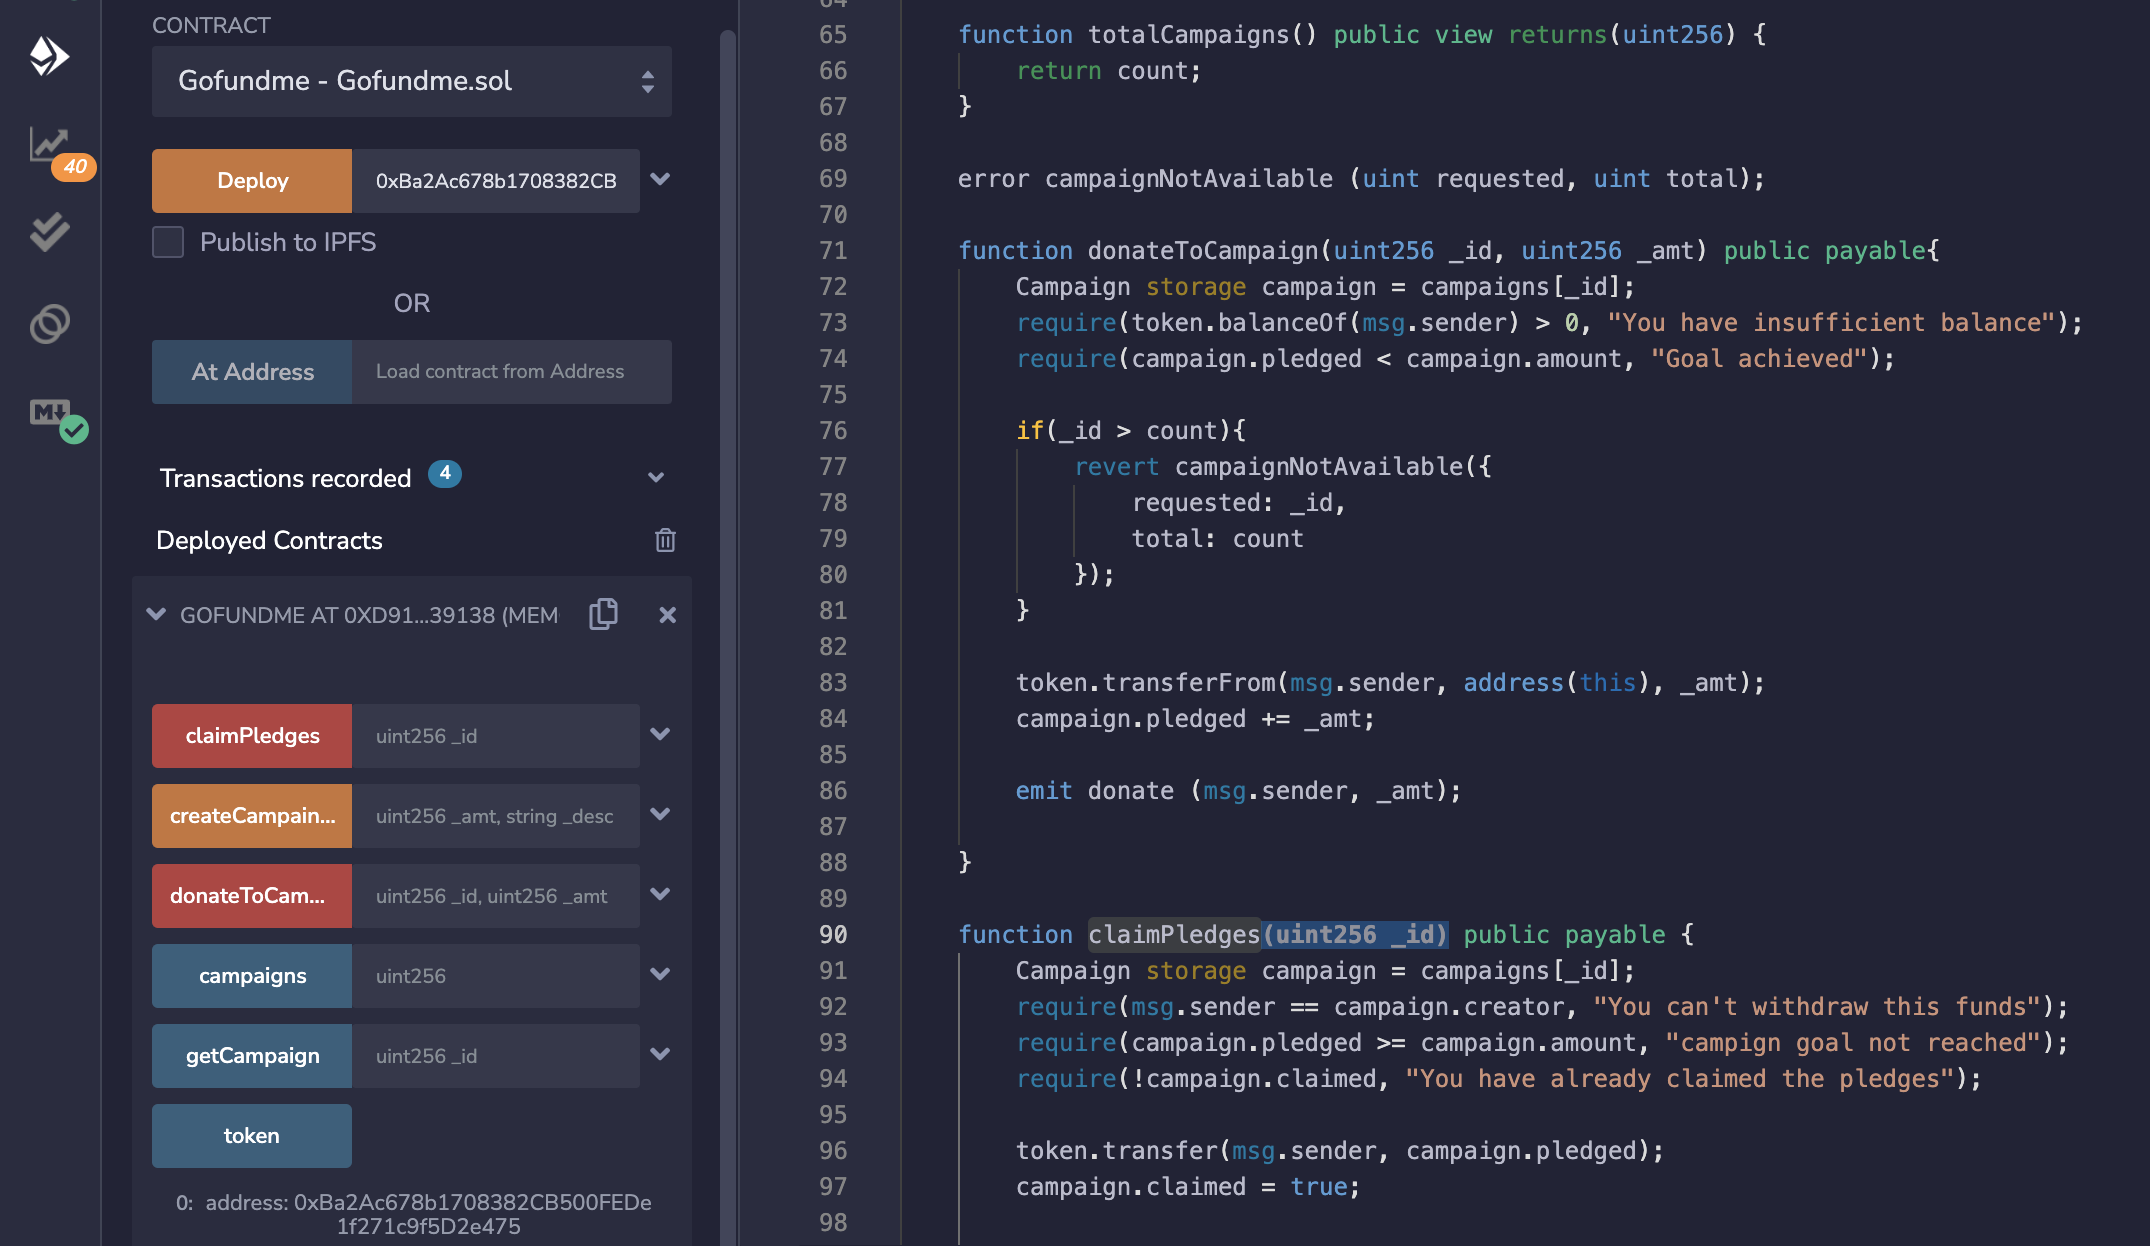 CONTRACT
Gofundme - Gofundme.sol
Deploy
0xBa2Ac678b1708382CB
Publish to IPFS
OR
At Address
Load contract from Address
Transactions recorded 4
Deployed Contracts
GOFUNDME AT 0XD91...39138 (MEM
claimPledges
uint256 _id
createCampain...
uint256 _amt, string _desc
donateToCam...
uint256 _id, uint256 _amt
campaigns
uint256
getCampaign
uint256 _id
token
0: address: 0xBa2Ac678b1708382CB500FEDe
1f271c9f5D2e475
40
M
64
65 function totalCampaigns() public view returns(uint256) {
66 return count;
67 }
68
69 error campaignNotAvailable (uint requested, uint total);
70
71 function donateToCampaign(uint256 _id, uint256 _amt) public payable{
72 Campaign storage campaign = campaigns[_id];
73 require(token.balanceOf(msg.sender) > 0, "You have insufficient balance");
74 require(campaign.pledged < campaign.amount, "Goal achieved");
75
76 if(_id > count){
77 revert campaignNotAvailable({
78 requested: _id,
79 total: count
80 });
81 }
82
83 token.transferFrom(msg.sender, address(this), _amt);
84 campaign.pledged += _amt;
85
86 emit donate (msg.sender, _amt);
87
88 }
89
90 function claimPledges(uint256 _id) public payable {
91 Campaign storage campaign = campaigns[_id];
92 require(msg.sender == campaign.creator, "You can't withdraw this funds");
93 require(campaign.pledged >= campaign.amount, "campign goal not reached");
94 require(!campaign.claimed, "You have already claimed the pledges");
95
96 token.transfer(msg.sender, campaign.pledged);
97 campaign.claimed = true;
98